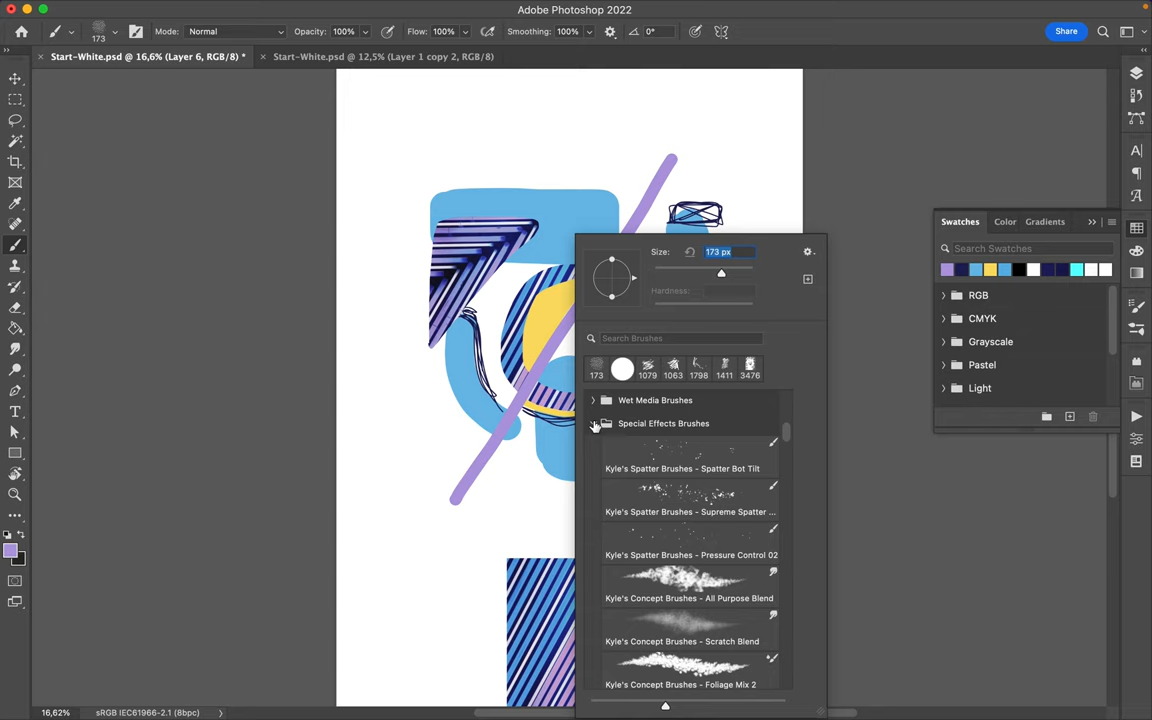 Adobe Photoshop 2022
173
Mode: Normal
Opacity: 100%
Flow: 100%
Smoothing: 100%
0°
Share
Start-White.psd @ 16,6% (Layer 6, RGB/8) *
Start-White.psd @ 12,5% (Layer 1 copy 2, RGB/8)
Size:
173 px
Hardness:
Search Brushes
173
1079
1063
1798
1411
3476
Wet Media Brushes
Special Effects Brushes
Kyle's Spatter Brushes - Spatter Bot Tilt
Kyle's Spatter Brushes - Supreme Spatter ...
Kyle's Spatter Brushes - Pressure Control 02
Kyle's Concept Brushes - All Purpose Blend
Kyle's Concept Brushes - Scratch Blend
Kyle's Concept Brushes - Foliage Mix 2
Swatches
Color
Gradients
Search Swatches
RGB
CMYK
Grayscale
Pastel
Light
16,62%
sRGB IEC61966-2.1 (8bpc)